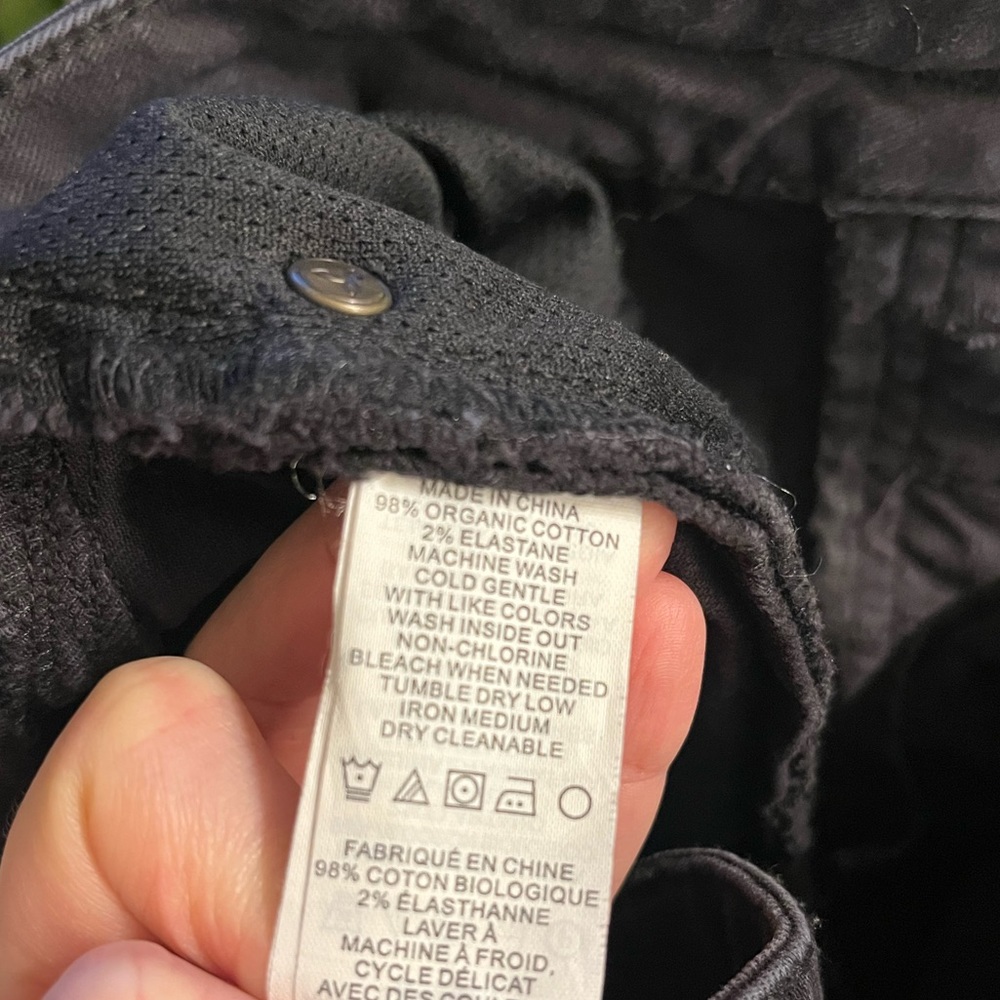 MADE IN CHINA
98% ORGANIC COTTON
2% ELASTANE
MACHINE WASH
COLD GENTLE
WITH LIKE COLORS
WASH INSIDE OUT
NON-CHLORINE
BLEACH WHEN NEEDED
TUMBLE DRY LOW
IRON MEDIUM
DRY CLEANABLE
FABRIQUÉ EN CHINE
98% COTON BIOLOGIQUE
2% ÉLASTHANNE
LAVER À
MACHINE À FROID,
CYCLE DÉLICAT
AVEC DES